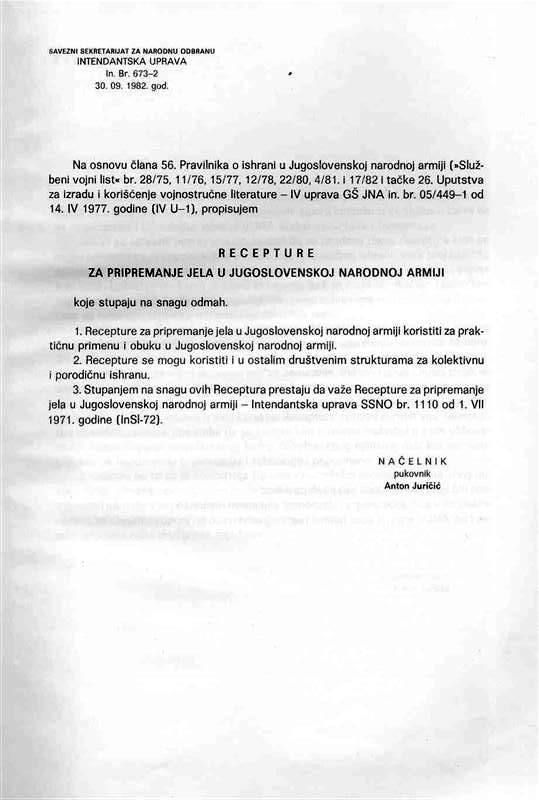 SAVEZNI SEKRETARIJAT ZA NARODNU ODBRANU
INTENDANTSKA UPRAVA
In. Br. 673–2
30. 09. 1982. god.
Na osnovu člana 56. Pravilnika o ishrani u Jugoslovenskoj narodnoj armiji (»Služ-
beni vojni list« br. 28/75, 11/76, 15/77, 12/78, 22/80, 4/81. i 17/82 i tačke 26. Uputstva
za izradu i korišćenje vojnostručne literature – IV uprava GŠ JNA in. br. 05/449–1 od
14. IV 1977. godine (IV U–1), propisujem
RECEPTURE
ZA PRIPREMANJE JELA U JUGOSLOVENSKOJ NARODNOJ ARMIJI
koje stupaju na snagu odmah.
1. Recepture za pripremanje jela u Jugoslovenskoj narodnoj armiji koristiti za prak-
tičnu primenu i obuku u Jugoslovenskoj narodnoj armiji.
2. Recepture se mogu koristiti i u ostalim društvenim strukturama za kolektivnu
i porodičnu ishranu.
3. Stupanjem na snagu ovih Receptura prestaju da važe Recepture za pripremanje
jela u Jugoslovenskoj narodnoj armiji – Intendantska uprava SSNO br. 1110 od 1. VII
1971. godine (InSl-72).
NAČELNIK
pukovnik
Anton Juričić